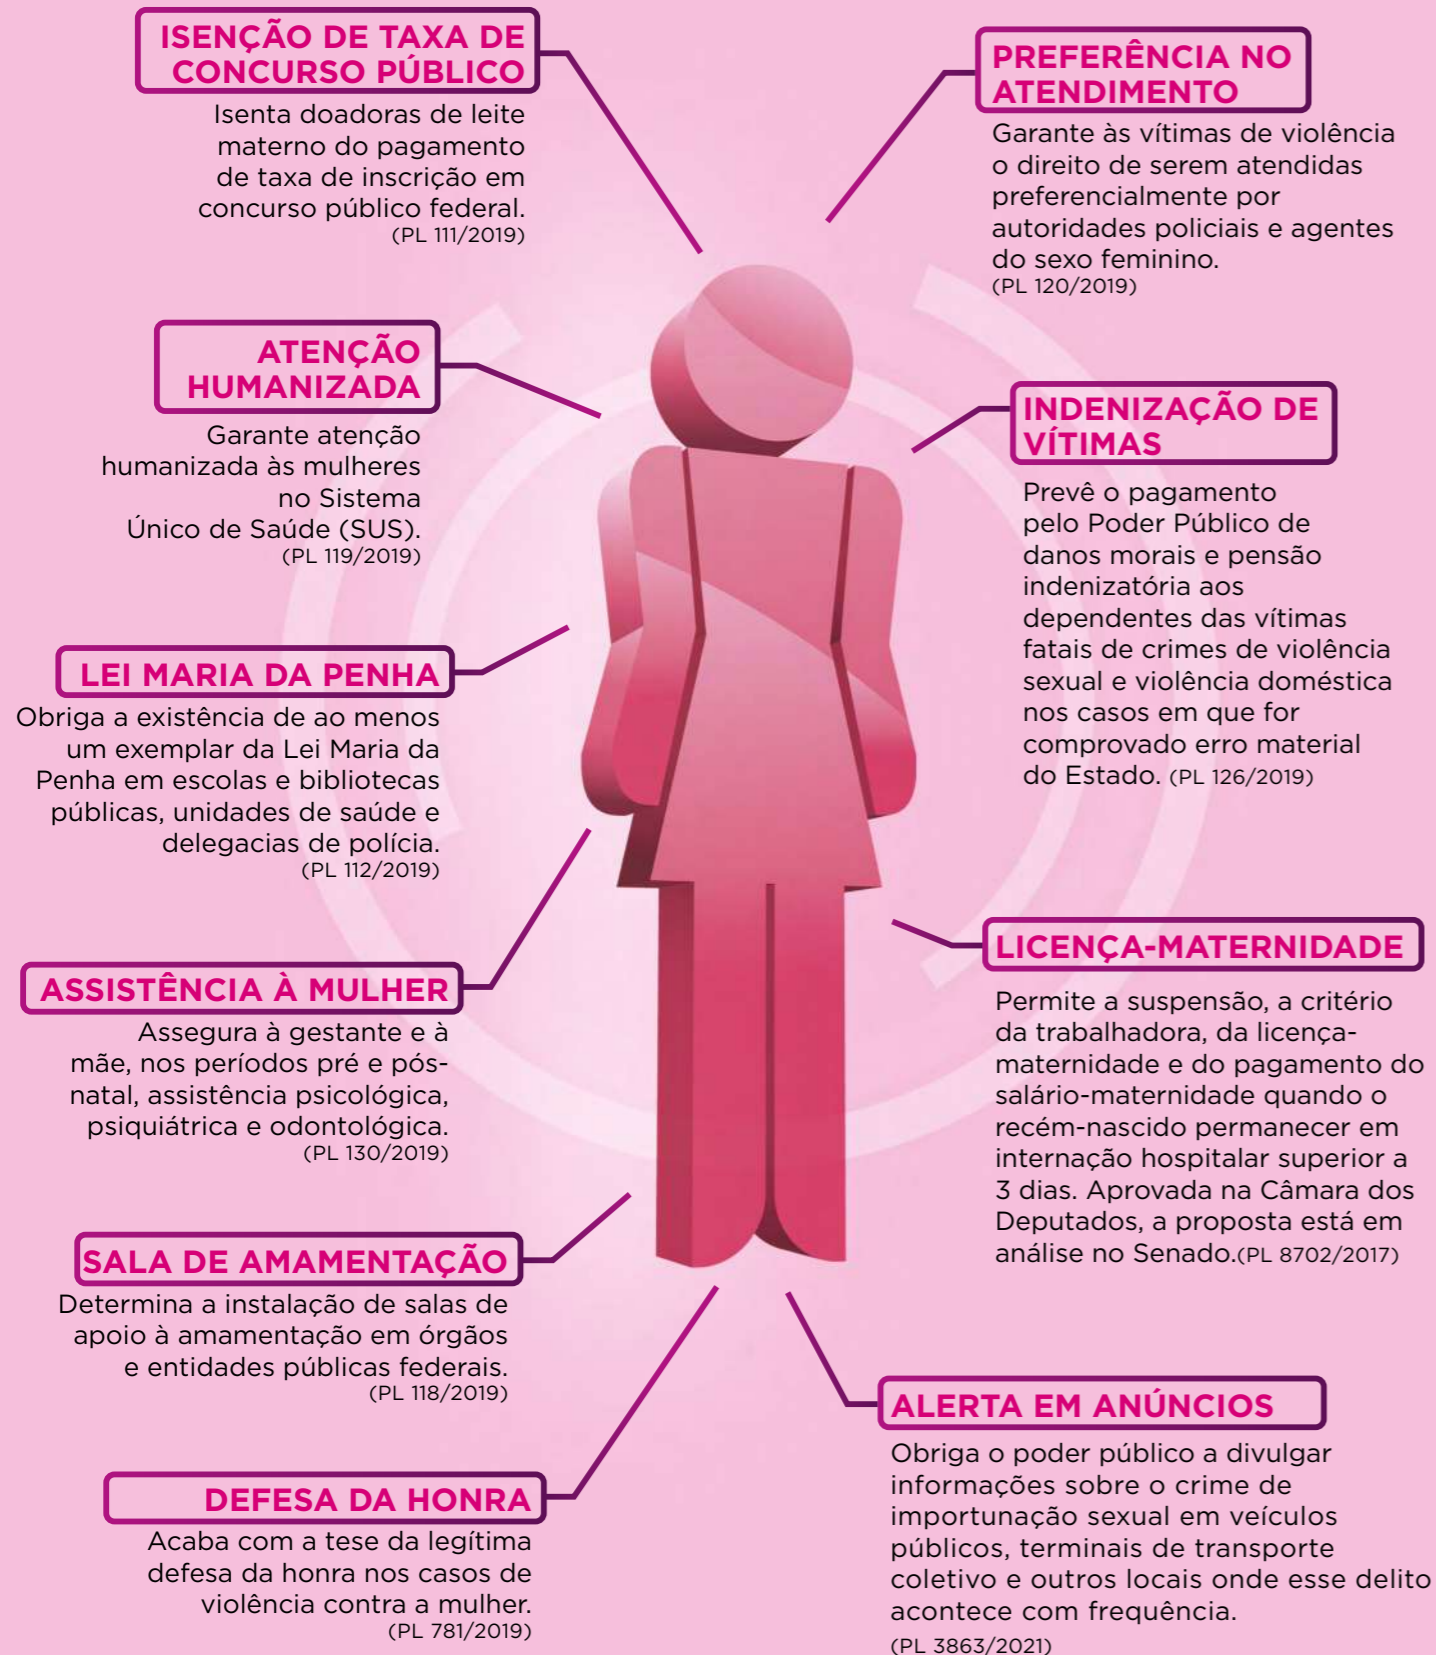 ISENÇÃO DE TAXA DE
CONCURSO PÚBLICO
Isenta doadoras de leite
materno do pagamento
de taxa de inscrição em
concurso público federal.
(PL 111/2019)
ATENÇÃO
HUMANIZADA
Garante atenção
humanizada às mulheres
no Sistema
Único de Saúde (SUS).
(PL 119/2019)
LEI MARIA DA PENHA
Obriga a existência de ao menos
um exemplar da Lei Maria da
Penha em escolas e bibliotecas
públicas, unidades de saúde e
delegacias de polícia.
(PL 112/2019)
ASSISTÊNCIA À MULHER
Assegura à gestante e à
mãe, nos períodos pré e pós-
natal, assistência psicológica,
psiquiátrica e odontológica.
(PL 130/2019)
SALA DE AMAMENTAÇÃO
Determina a instalação de salas de
apoio à amamentação em órgãos
e entidades públicas federais.
(PL 118/2019)
DEFESA DA HONRA
Acaba com a tese da legítima
defesa da honra nos casos de
violência contra a mulher.
(PL 781/2019)
PREFERÊNCIA NO
ATENDIMENTO
Garante às vítimas de violência
o direito de serem atendidas
preferencialmente por
autoridades policiais e agentes
do sexo feminino.
(PL 120/2019)
INDENIZAÇÃO DE
VÍTIMAS
Prevê o pagamento
pelo Poder Público de
danos morais e pensão
indenizatória aos
dependentes das vítimas
fatais de crimes de violência
sexual e violência doméstica
nos casos em que for
comprovado erro material
do Estado. (PL 126/2019)
LICENÇA-MATERNIDADE
Permite a suspensão, a critério
da trabalhadora, da licença-
maternidade e do pagamento do
salário-maternidade quando o
recém-nascido permanecer em
internação hospitalar superior a
3 dias. Aprovada na Câmara dos
Deputados, a proposta está em
análise no Senado.(PL 8702/2017)
ALERTA EM ANÚNCIOS
Obriga o poder público a divulgar
informações sobre o crime de
importunação sexual em veículos
públicos, terminais de transporte
coletivo e outros locais onde esse delito
acontece com frequência.
(PL 3863/2021)